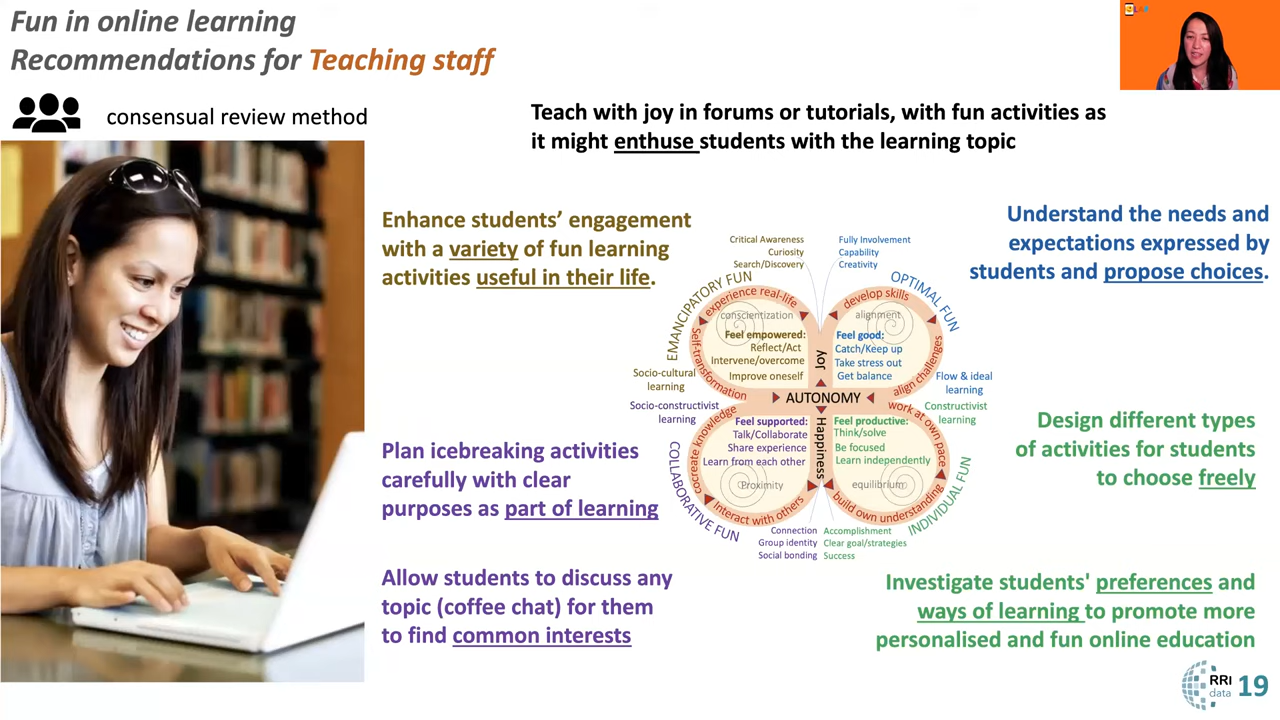 Fun in online learning
Recommendations for Teaching staff
consensual review method
Teach with joy in forums or tutorials, with fun activities as
it might enthuse students with the learning topic
Enhance students’ engagement
with a variety of fun learning
activities useful in their life.
Understand the needs and
expectations expressed by
students and propose choices.
Critical Awareness
Curiosity
Search/Discovery
Fully Involvement
Capability
Creativity
EMANCIPATORY FUN
OPTIMAL FUN
experience real-life
develop skills
conscientization
alignment
Feel empowered:
Reflect/Act
Intervene/overcome
Improve oneself
Self-transformation
Feel good:
Catch/Keep up
Take stress out
Get balance
align challenges
Joy
Socio-cultural
learning
Flow & ideal
learning
AUTONOMY
Socio-constructivist
learning
Constructivist
learning
cocreate knowledge
work at own pace
Feel supported:
Talk/Collaborate
Share experience
Learn from each other
Happiness
Feel productive:
Think/solve
Be focused
Learn independently
Proximity
equilibrium
Interact with others
build own understanding
COLLABORATIVE FUN
INDIVIDUAL FUN
Connection
Group identity
Social bonding
Accomplishment
Clear goal/strategies
Success
Plan icebreaking activities
carefully with clear
purposes as part of learning
Design different types
of activities for students
to choose freely
Allow students to discuss any
topic (coffee chat) for them
to find common interests
Investigate students' preferences and
ways of learning to promote more
personalised and fun online education
RRI
data
19